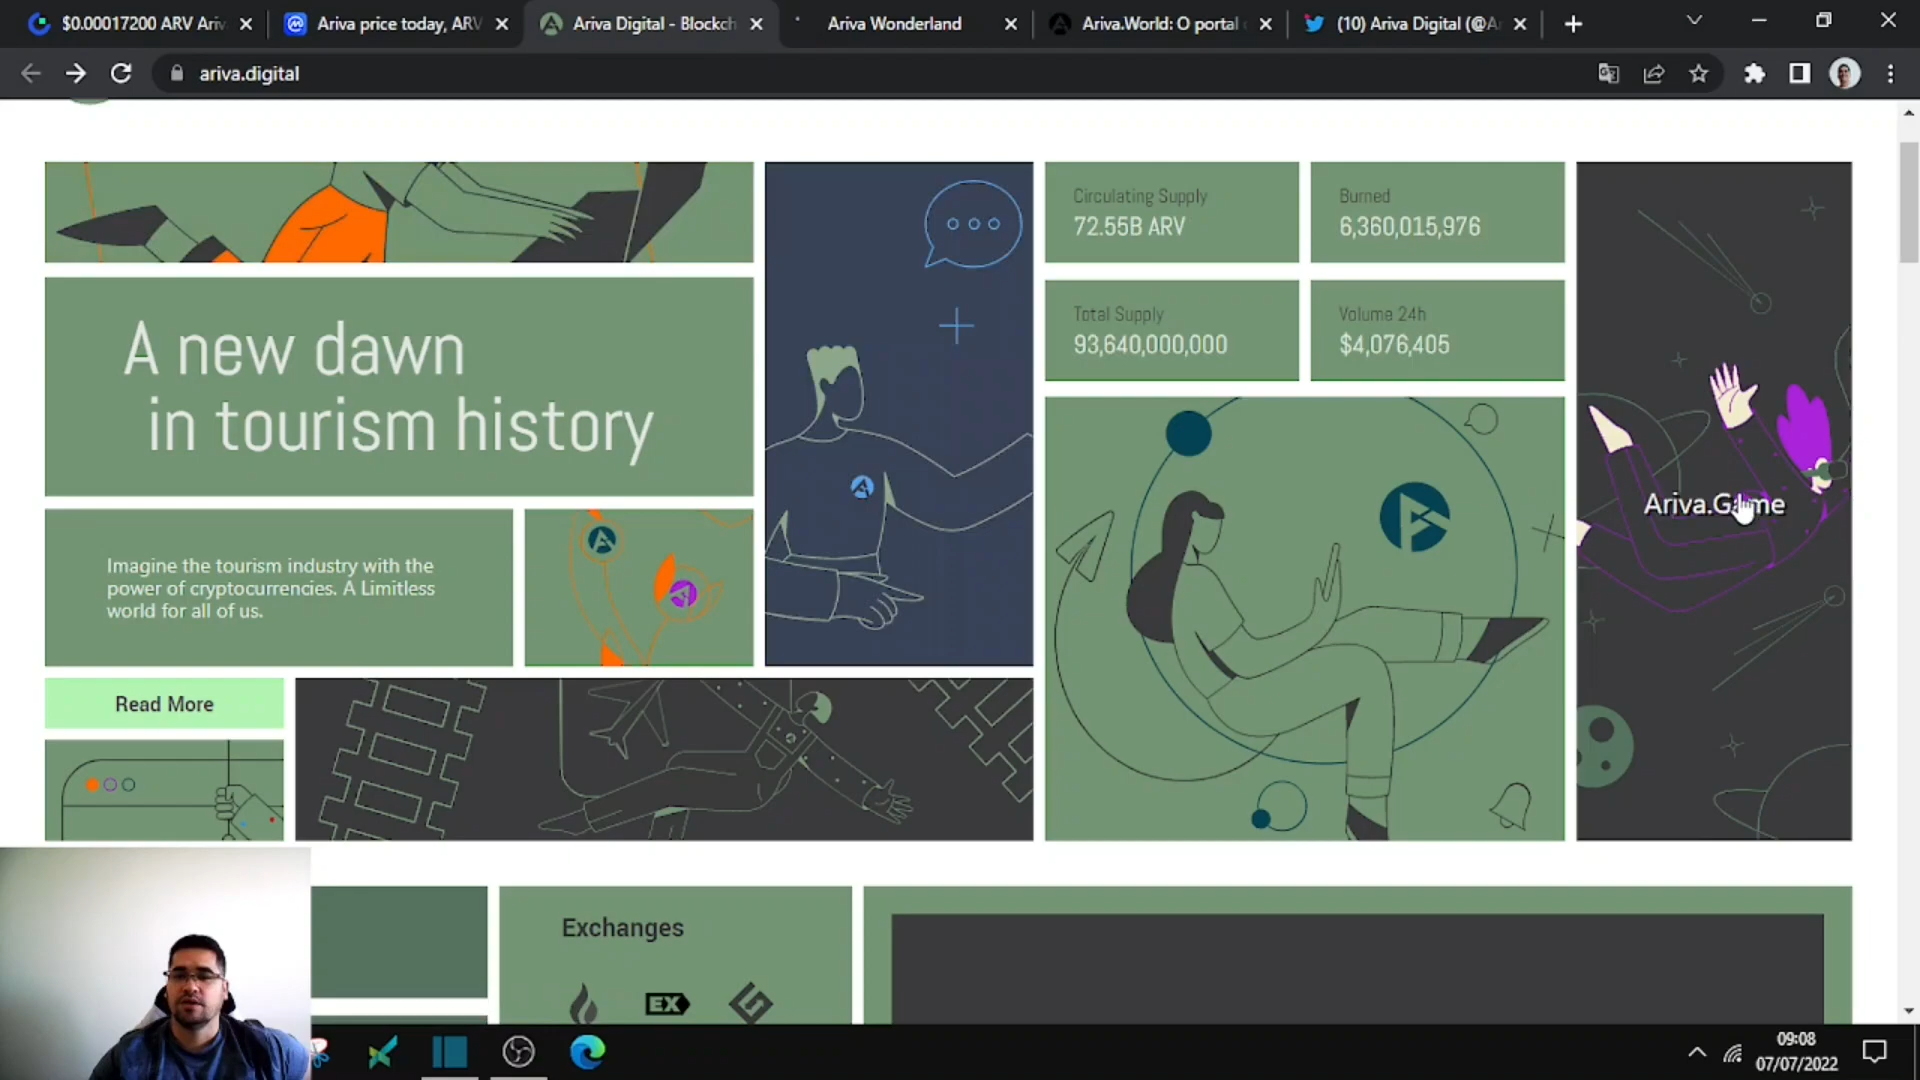 $0.00017200 ARV Ariv
Ariva price today, ARV
Ariva Digital - Blockch
Ariva Wonderland
Ariva.World: O portal
(10) Ariva Digital (@A
ariva.digital
A new dawn
in tourism history
Imagine the tourism industry with the
power of cryptocurrencies. A Limitless
world for all of us.
Read More
Circulating Supply
72.55B ARV
Burned
6,360,015,976
Total Supply
93,640,000,000
Volume 24h
$4,076,405
Ariva.Game
Exchanges
EX
09:08
07/07/2022